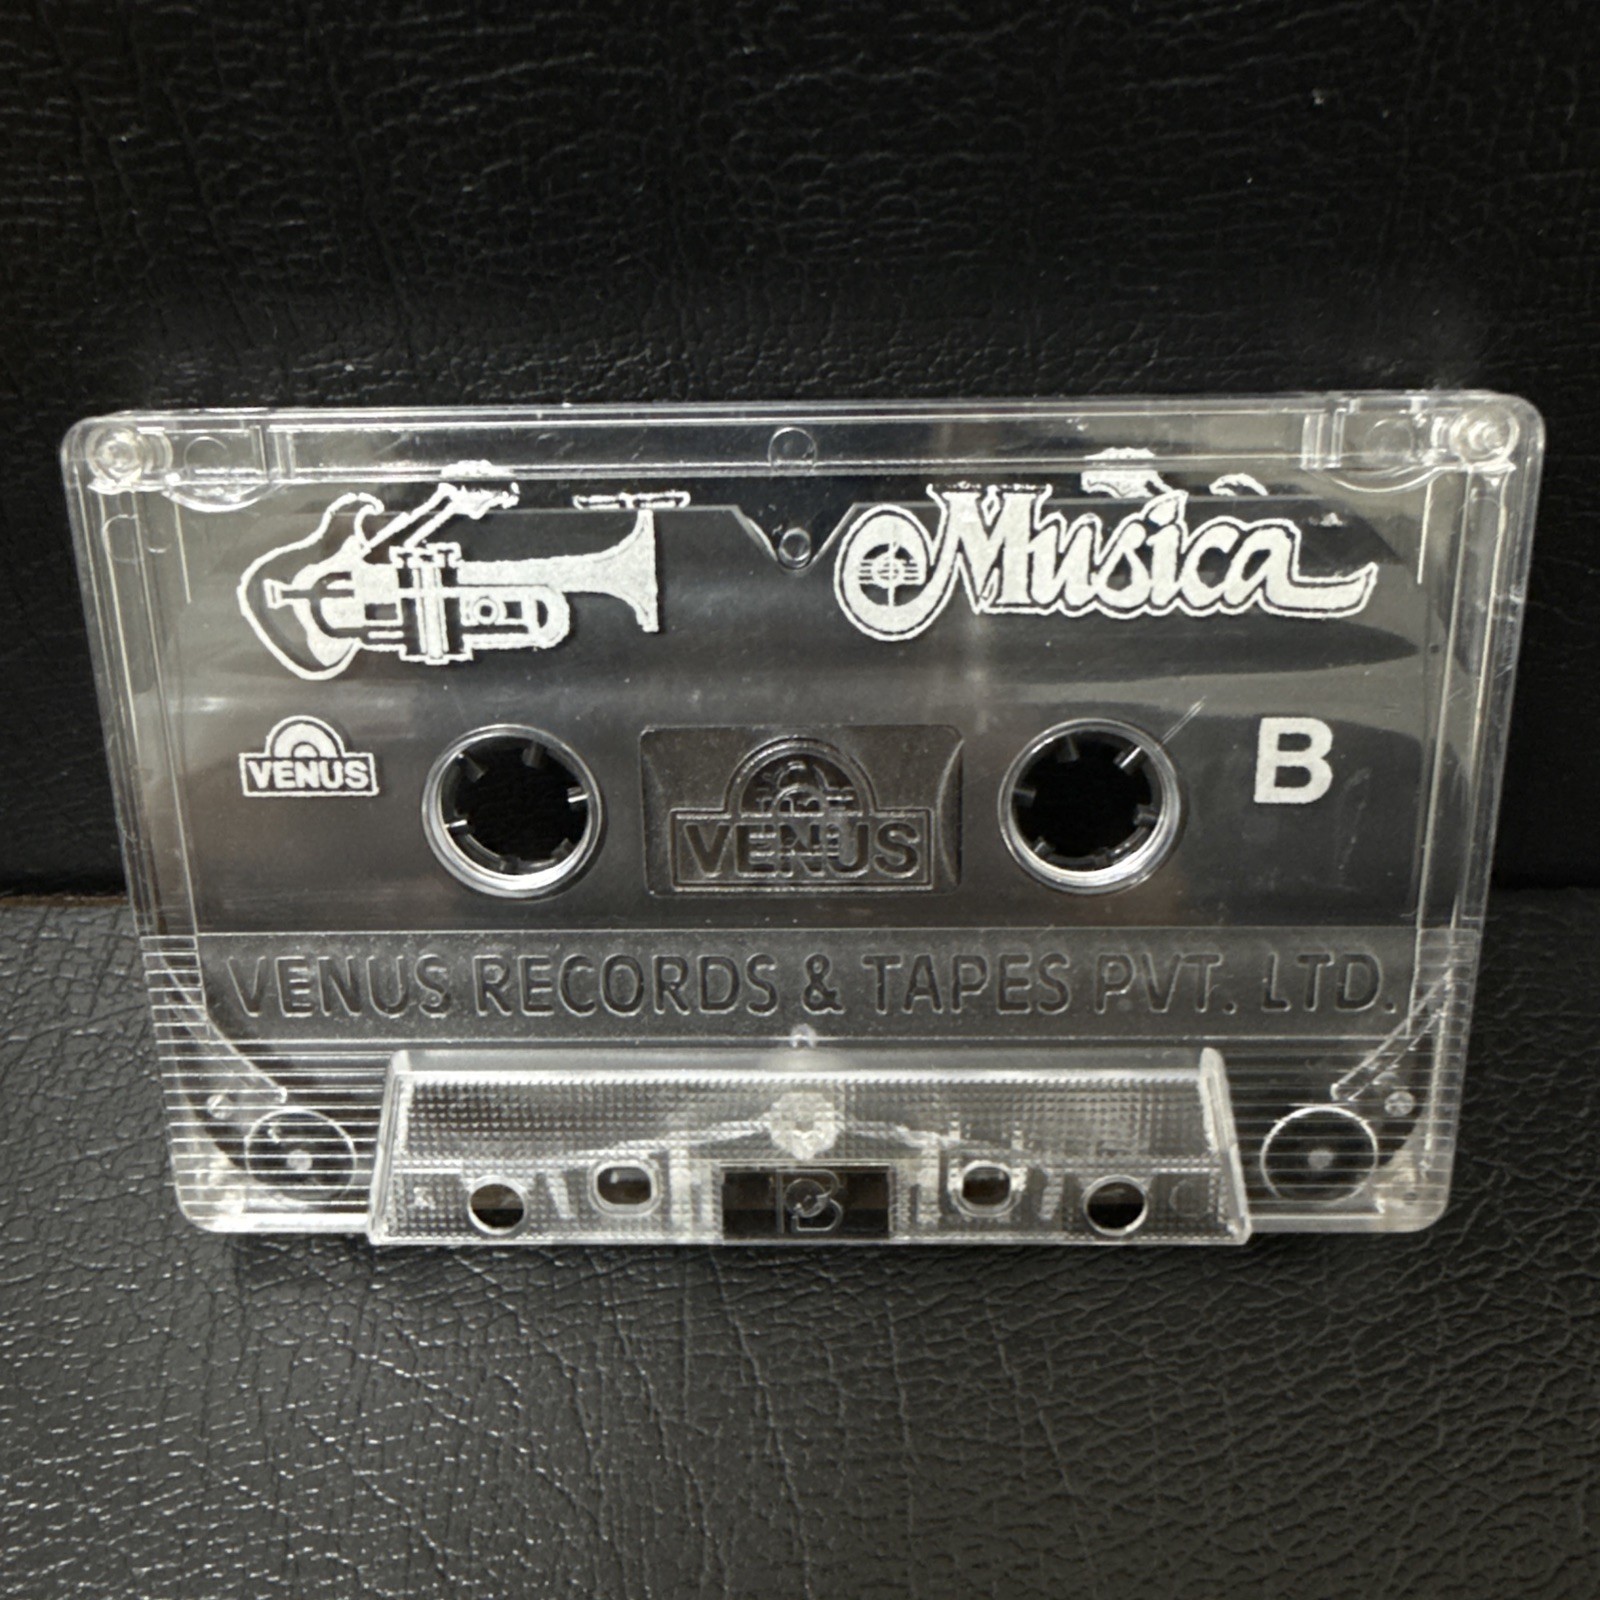 Musica
VENUS
VENUS
B
VENUS RECORDS & TAPES PVT. LTD.
B